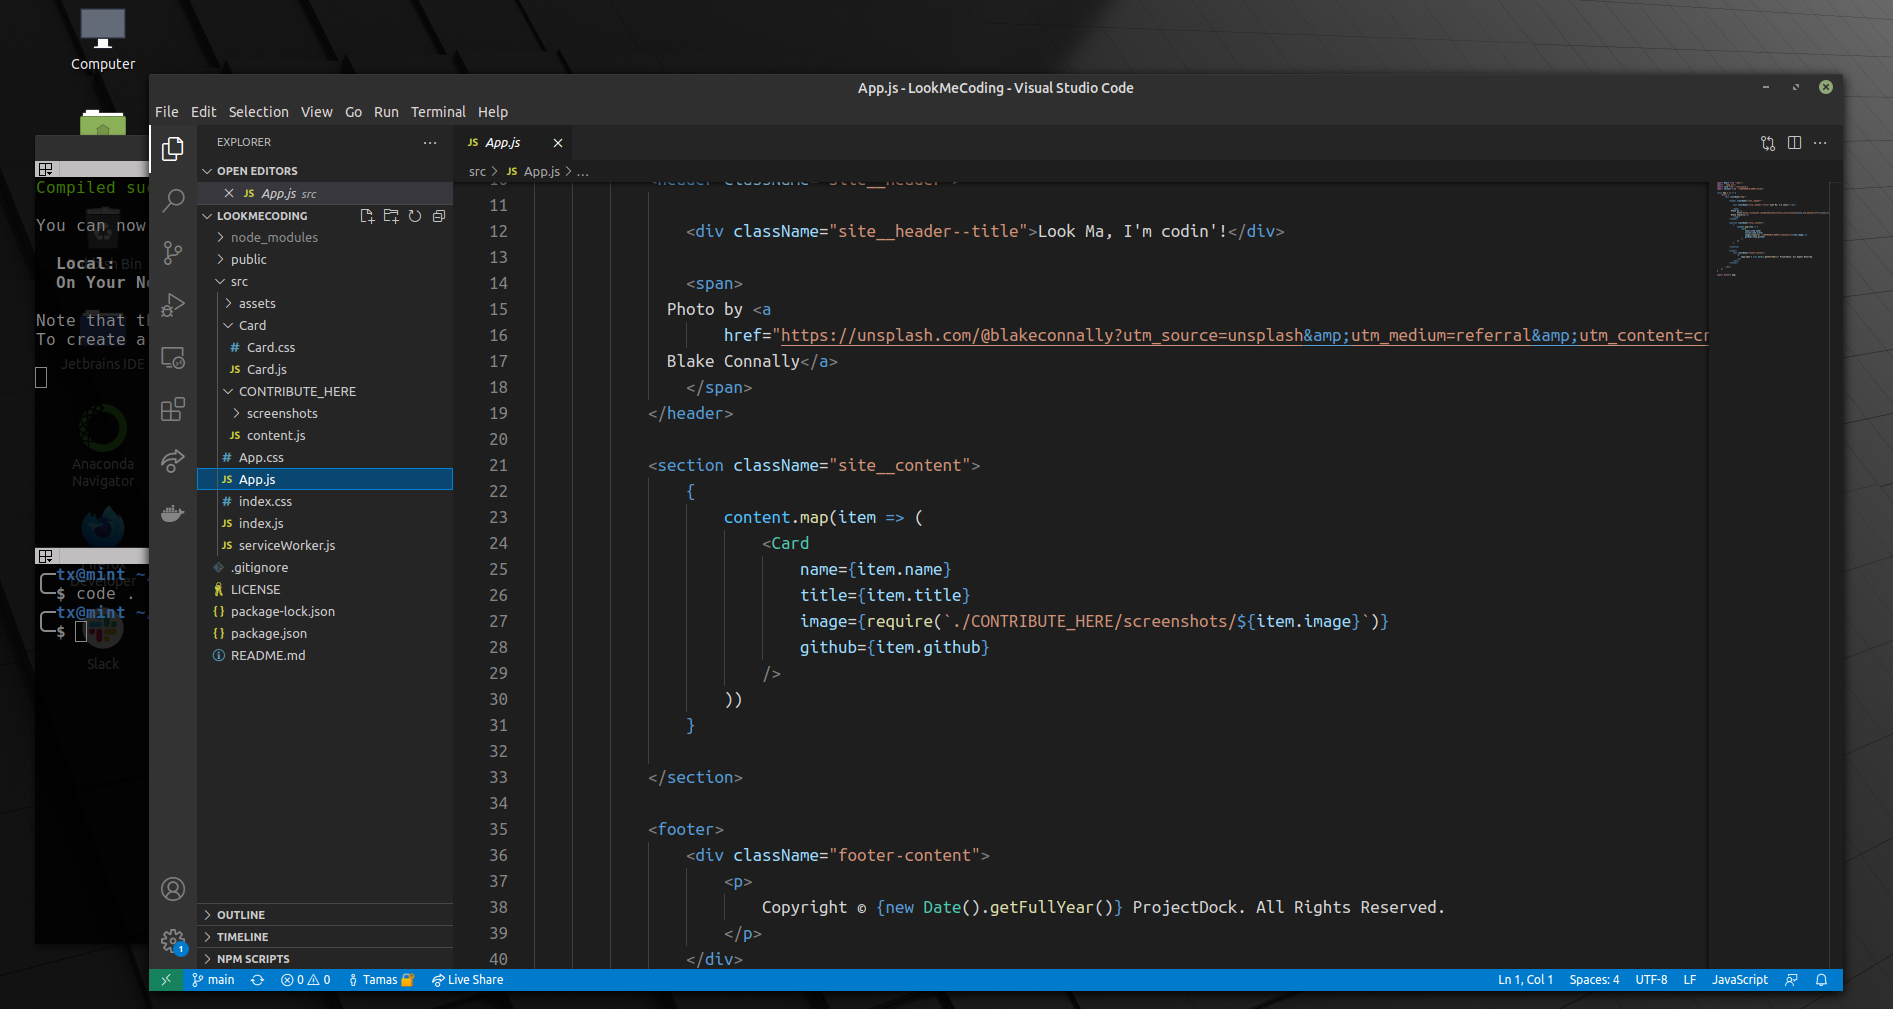 Computer
App.js - LookMeCoding - Visual Studio Code
File Edit Selection View Go Run Terminal Help
EXPLORER
JS App.js
OPEN EDITORS
JS App.js src
src > JS App.js > ...
LOOKMECODING
node_modules
public
src
assets
Card
# Card.css
JS Card.js
CONTRIBUTE_HERE
screenshots
JS content.js
# App.css
JS App.js
# index.css
JS index.js
JS serviceWorker.js
.gitignore
LICENSE
{} package-lock.json
{} package.json
README.md
OUTLINE
TIMELINE
NPM SCRIPTS
1
11
12 <div className="site__header--title">Look Ma, I'm codin'!</div>
13
14 <span>
15 Photo by <a
16 href="https://unsplash.com/@blakeconnally?utm_source=unsplash&amp;utm_medium=referral&amp;utm_content=cr
17 Blake Connally</a>
18 </span>
19 </header>
20
21 <section className="site__content">
22 {
23 content.map(item => (
24 <Card
25 name={item.name}
26 title={item.title}
27 image={require(`./CONTRIBUTE_HERE/screenshots/${item.image}`)}
28 github={item.github}
29 />
30 ))
31 }
32
33 </section>
34
35 <footer>
36 <div className="footer-content">
37 <p>
38 Copyright © {new Date().getFullYear()} ProjectDock. All Rights Reserved.
39 </p>
40 </div>
main 0 0 Tamas Live Share Ln 1, Col 1 Spaces: 4 UTF-8 LF JavaScript
Compiled
You can now
Local:
On Your
Note that
To create a
Jetbrains IDE
Anaconda
Navigator
tx@mint ~
Developer
$ code .
tx@mint ~
$
Slack